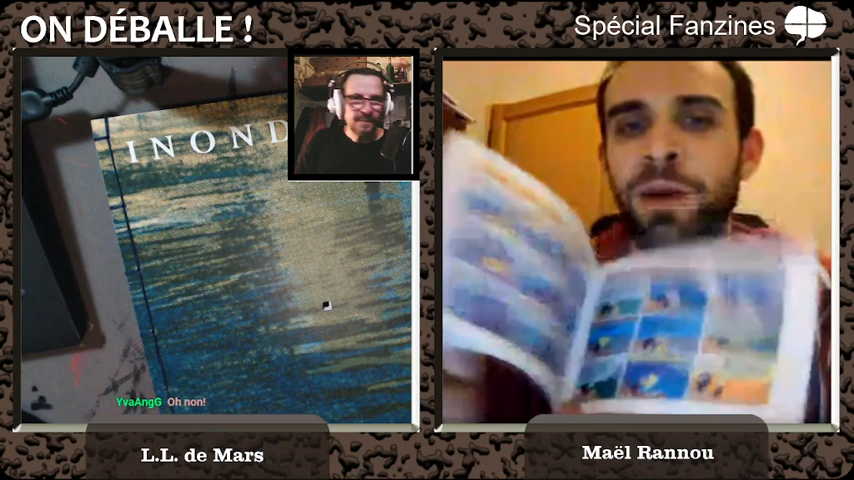 ON DÉBALLE !
Spécial Fanzines
INOND
YvaAngG Oh non!
L.L. de Mars
Maël Rannou